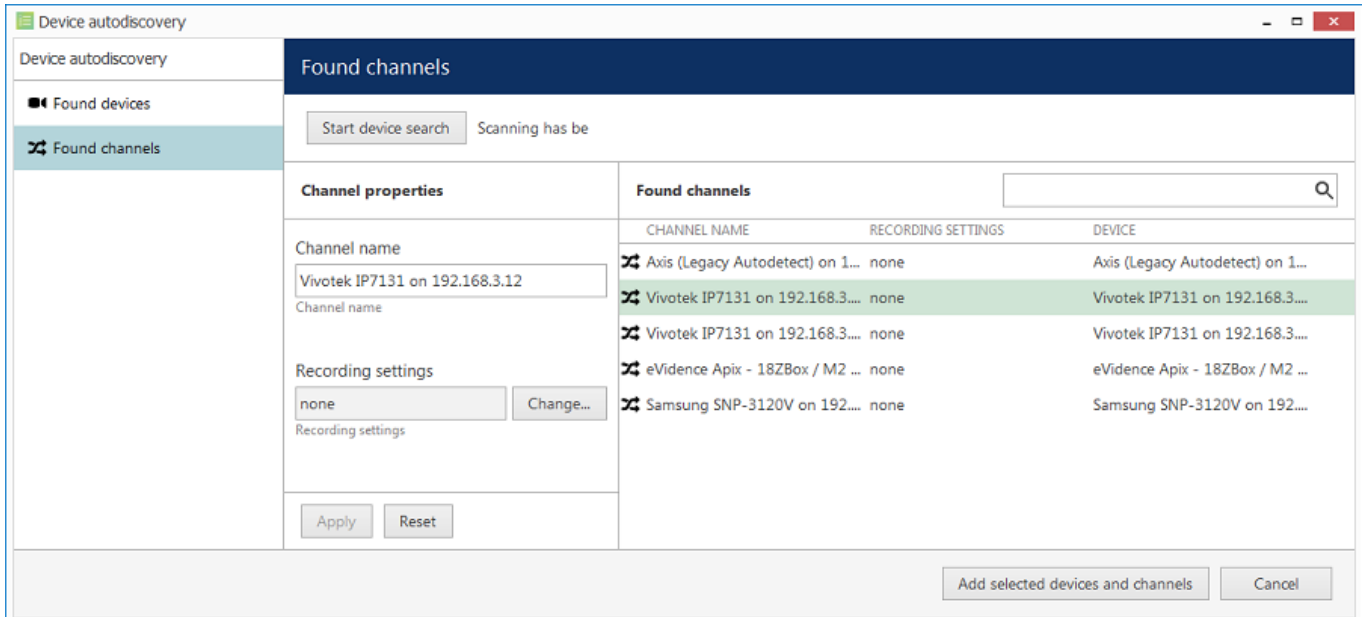 Device autodiscovery
Device autodiscovery
Found devices
Found channels
Found channels
Start device search Scanning has be
Channel properties
Channel name
Vivotek IP7131 on 192.168.3.12
Channel name
Recording settings
none Change...
Recording settings
Apply Reset
Found channels
CHANNEL NAME RECORDING SETTINGS DEVICE
Axis (Legacy Autodetect) on 1... none Axis (Legacy Autodetect) on 1...
Vivotek IP7131 on 192.168.3.... none Vivotek IP7131 on 192.168.3....
Vivotek IP7131 on 192.168.3.... none Vivotek IP7131 on 192.168.3....
eVidence Apix - 18ZBox / M2 ... none eVidence Apix - 18ZBox / M2 ...
Samsung SNP-3120V on 192.... none Samsung SNP-3120V on 192....
Add selected devices and channels Cancel